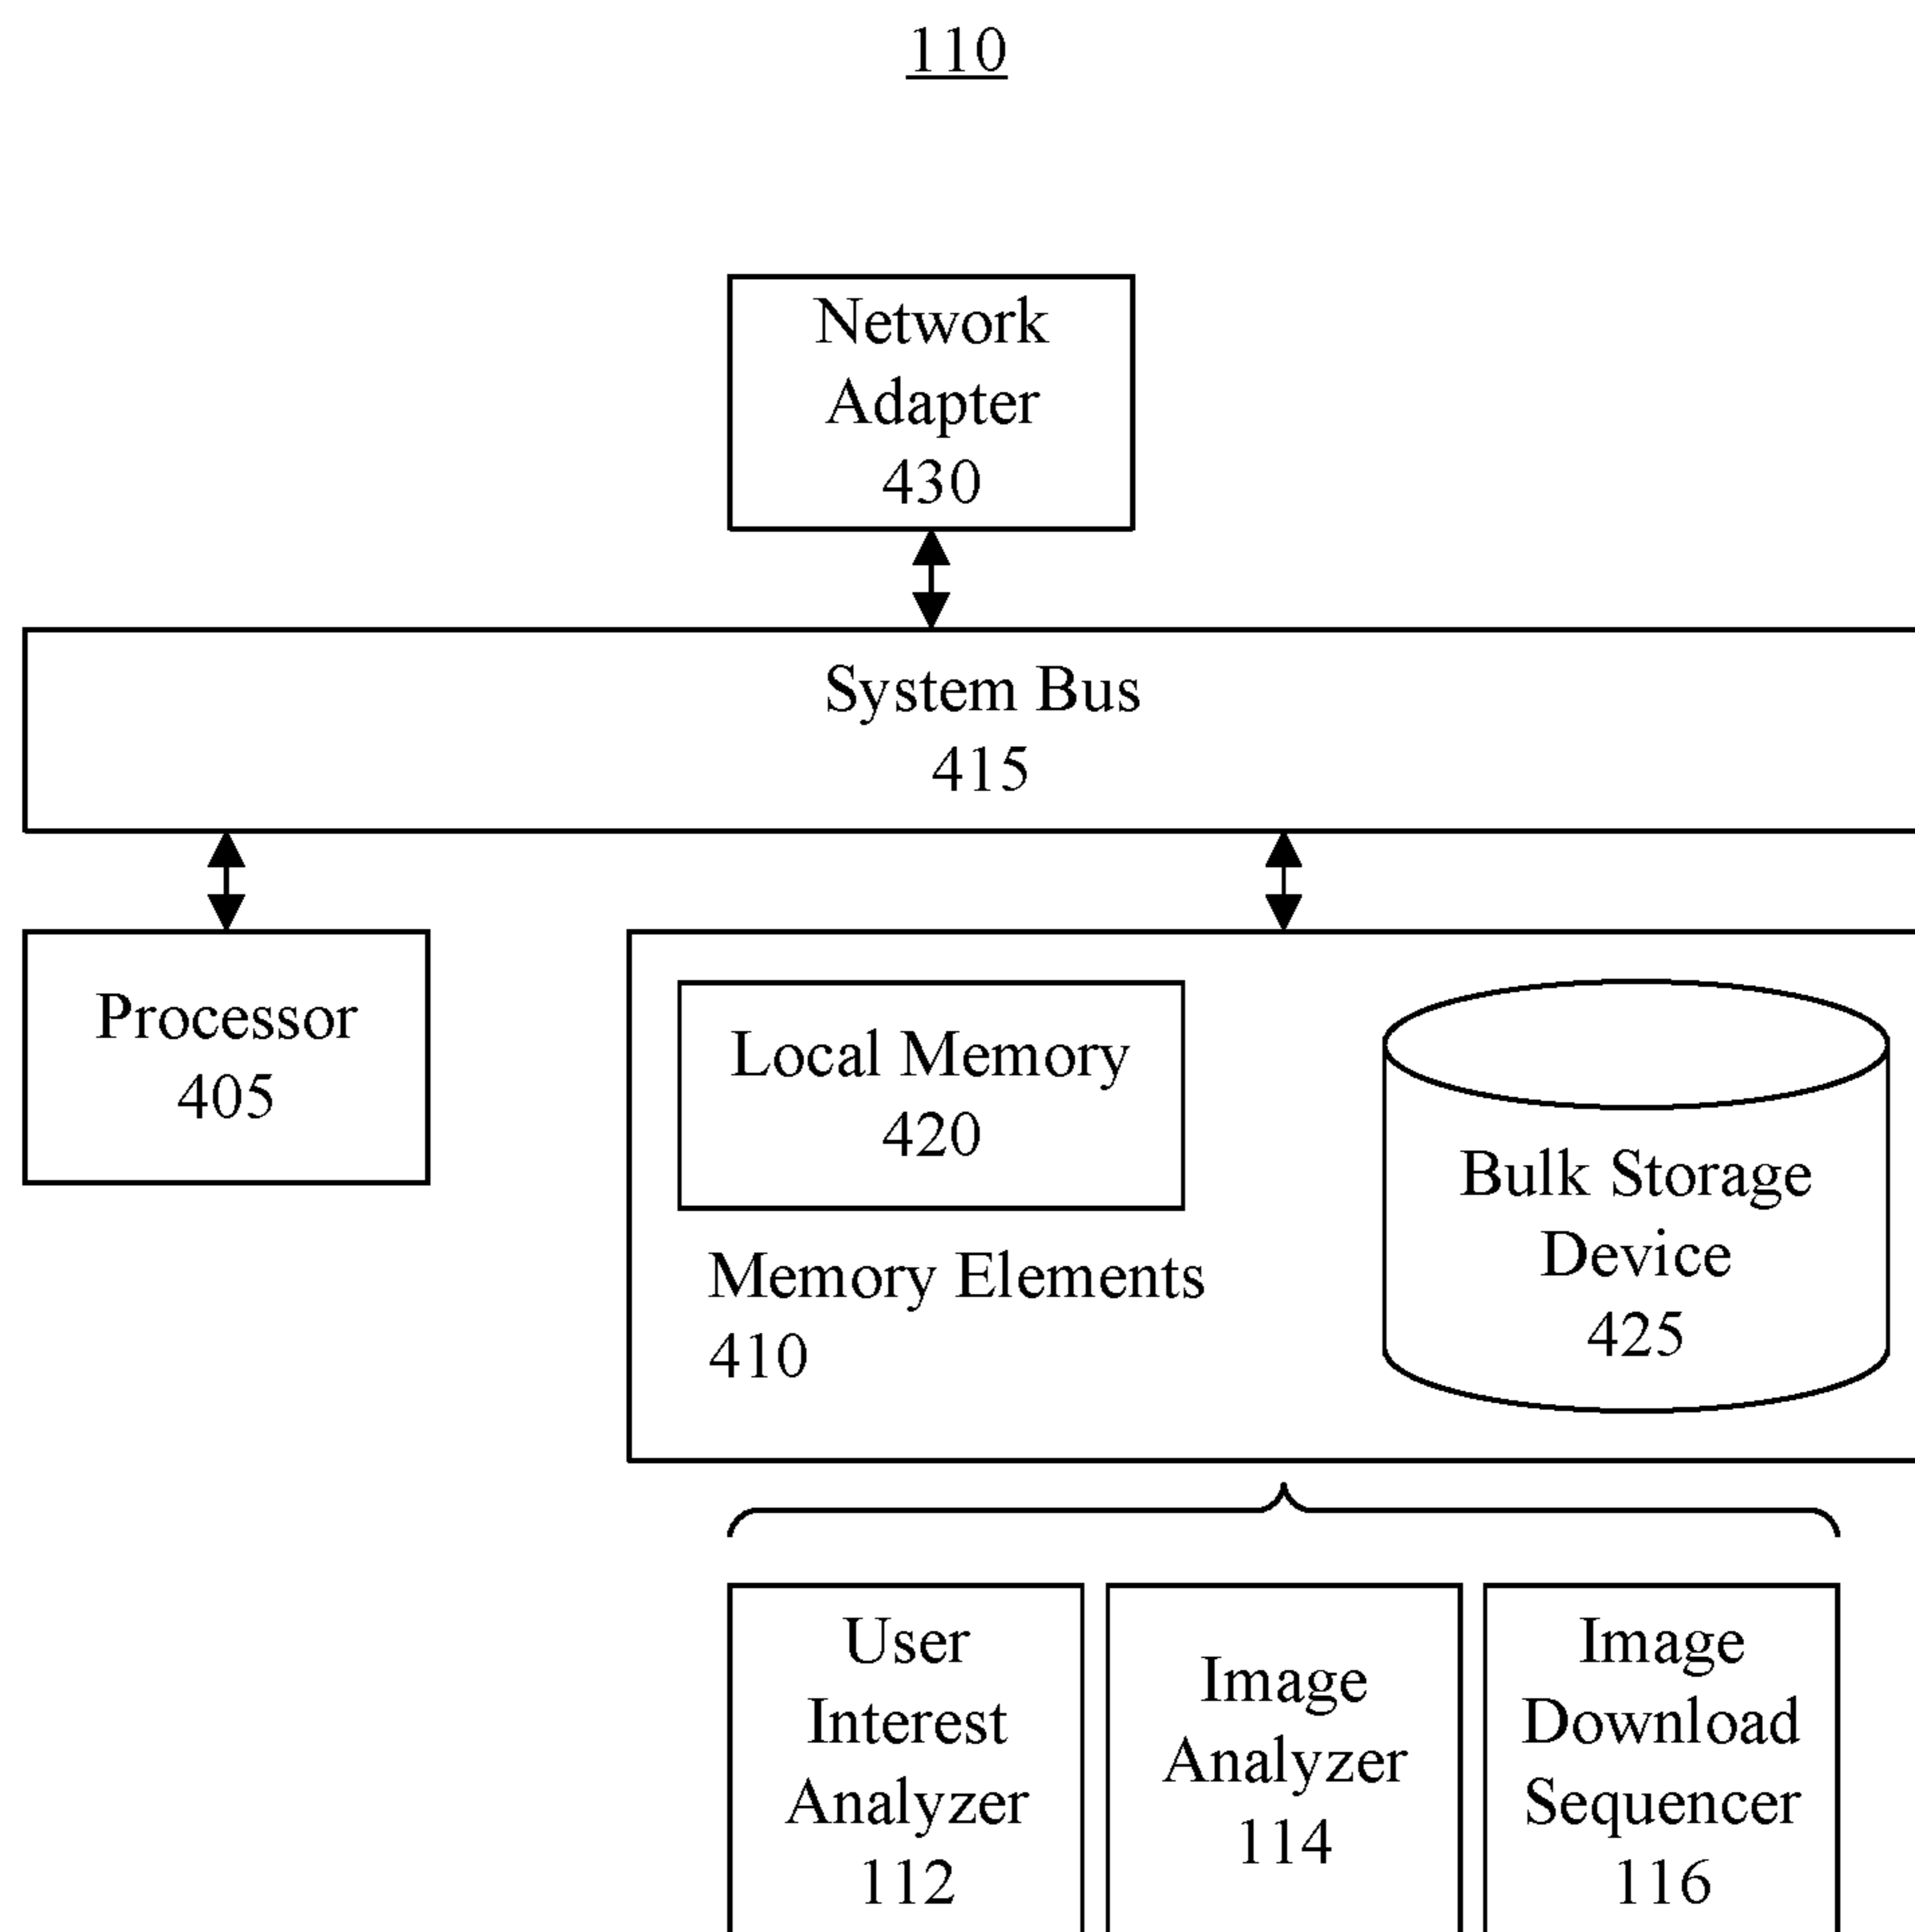 110
Network
Adapter
430
System Bus
415
Processor
405
Local Memory
420
Memory Elements
410
Bulk Storage
Device
425
User
Interest
Analyzer
112
Image
Analyzer
114
Image
Download
Sequencer
116